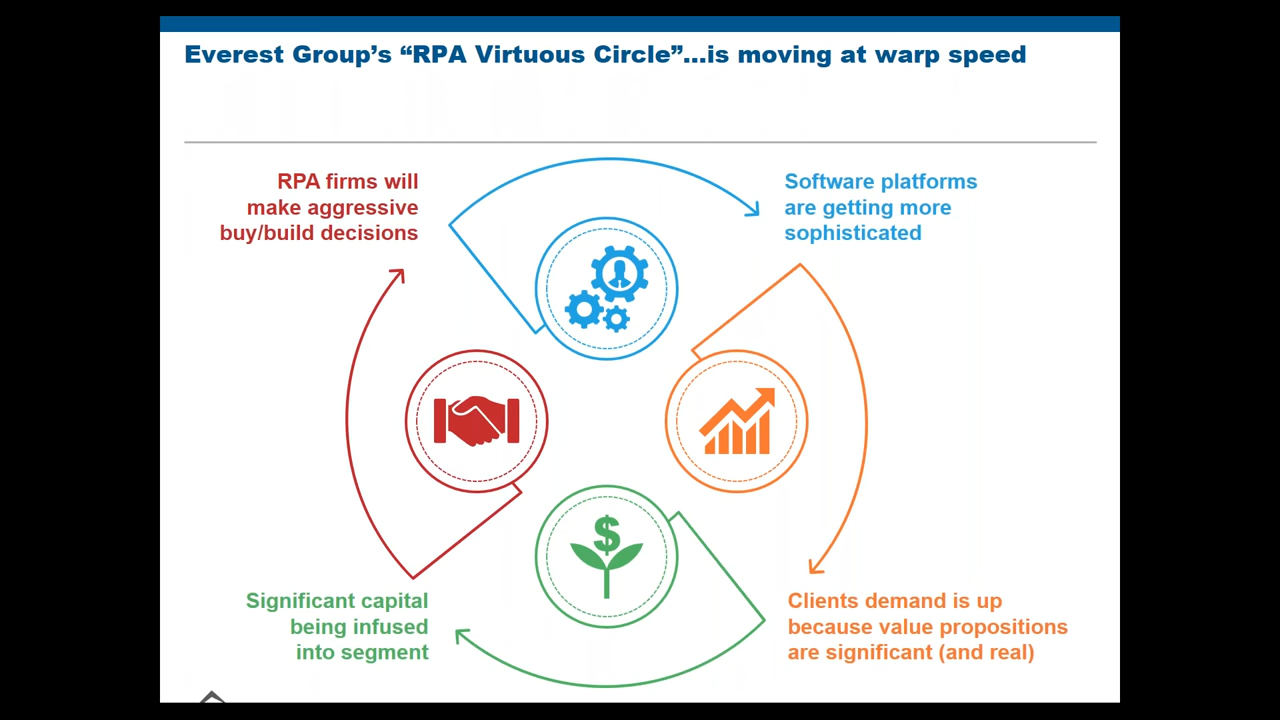 Everest Group’s “RPA Virtuous Circle”...is moving at warp speed
RPA firms will
make aggressive
buy/build decisions
Software platforms
are getting more
sophisticated
$
Significant capital
being infused
into segment
Clients demand is up
because value propositions
are significant (and real)